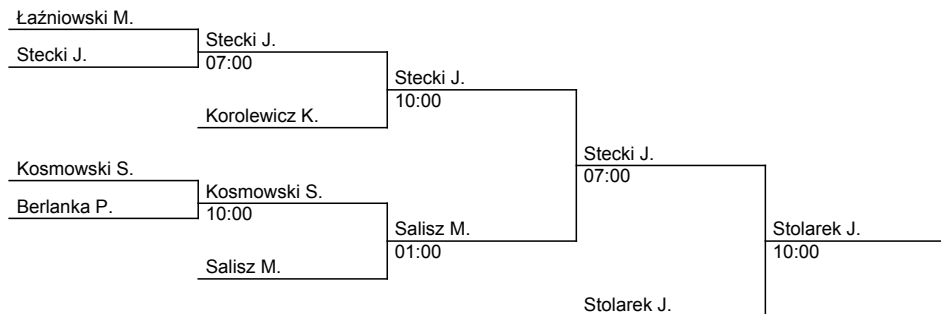 Łaźniowski M.
Stecki J.
Stecki J.
07:00
Korolewicz K.
Stecki J.
10:00
Kosmowski S.
Berlanka P.
Kosmowski S.
10:00
Salisz M.
Salisz M.
01:00
Stecki J.
07:00
Stolarek J.
Stolarek J.
10:00